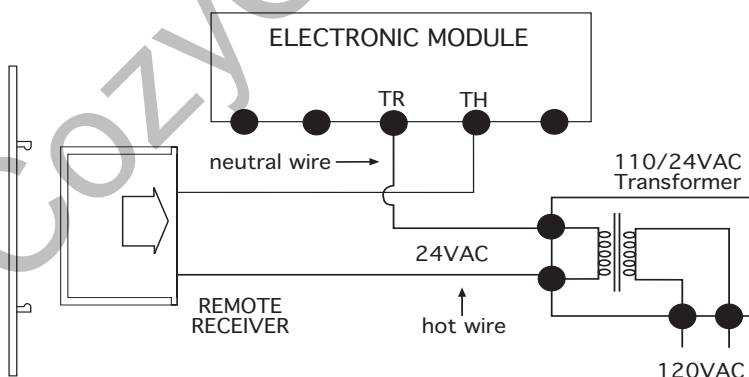 ELECTRONIC MODULE
TR TH
neutral wire
110/24VAC
Transformer
24VAC
REMOTE
RECEIVER
hot wire
120VAC